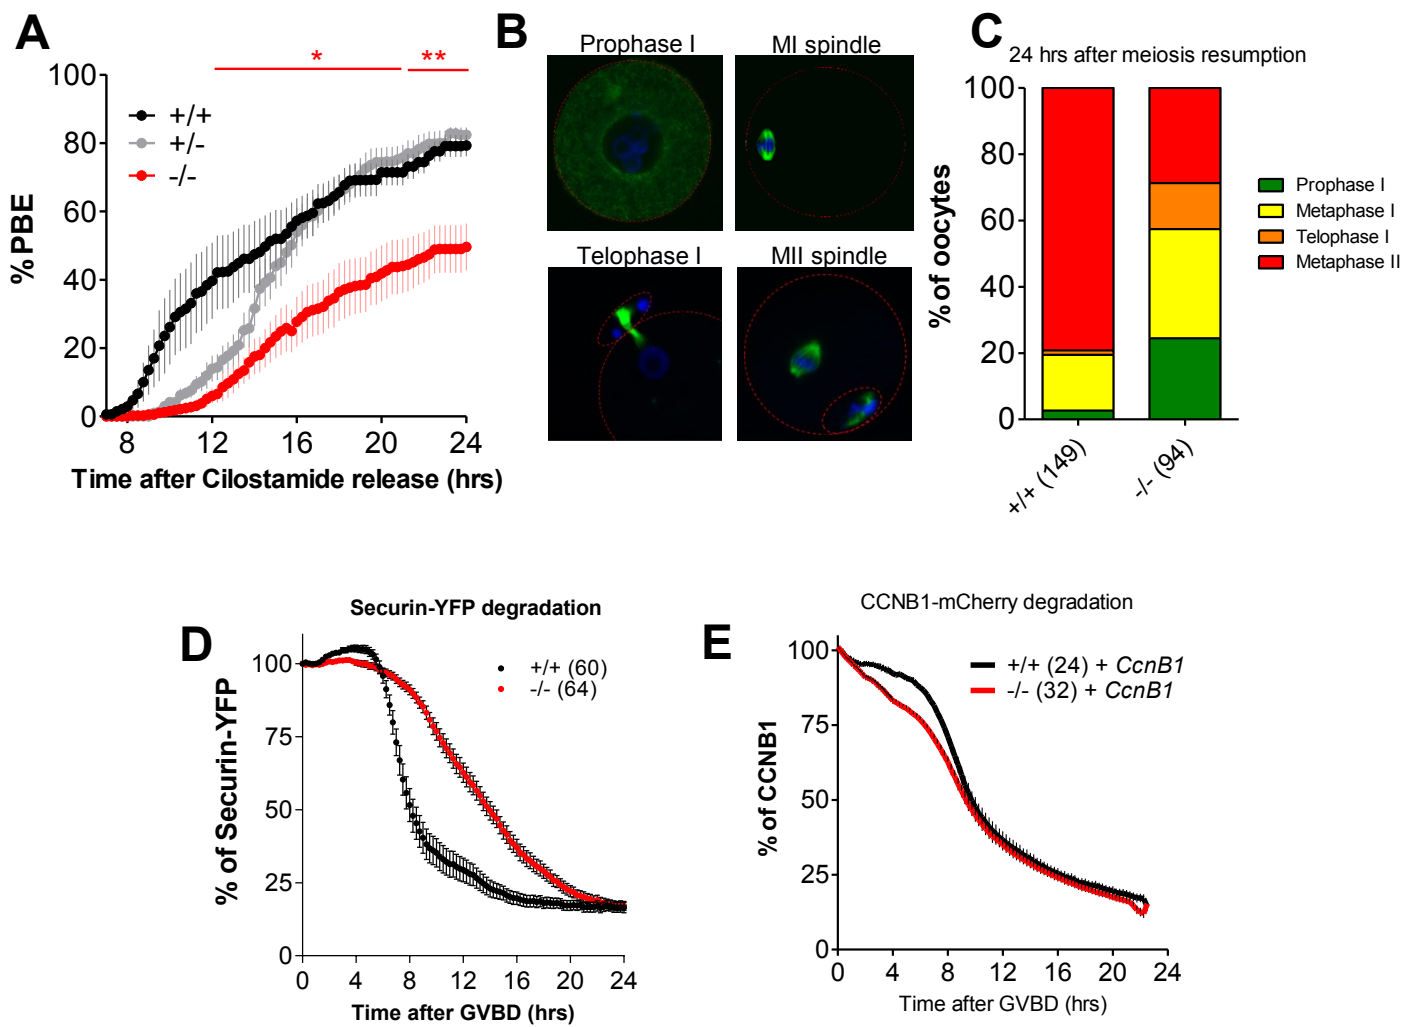 A
*
**
100
80
60
40
20
0
%PBE
+/+
+/-
-/-
8
12
16
20
24
Time after Cilostamide release (hrs)
B
Prophase I
MI spindle
Telophase I
MII spindle
C
24 hrs after meiosis resumption
100
80
60
40
20
0
% of oocytes
+/+ (149)
-/- (94)
Prophase I
Metaphase I
Telophase I
Metaphase II
D
Securin-YFP degradation
100
75
50
25
0
% of Securin-YFP
+/+ (60)
-/- (64)
0
4
8
12
16
20
24
Time after GVBD (hrs)
E
CCNB1-mCherry degradation
100
75
50
25
0
% of CCNB1
+/+ (24) + CcnB1
-/- (32) + CcnB1
0
4
8
12
16
20
24
Time after GVBD (hrs)